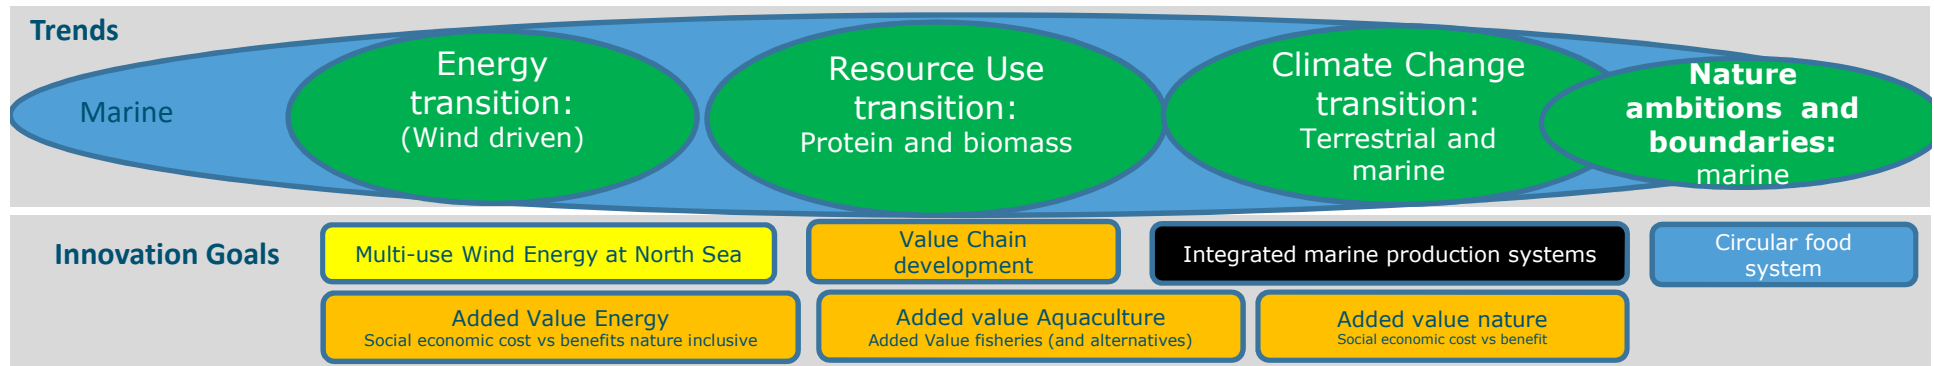 Trends
Marine
Energy
transition:
(Wind driven)
Resource Use
transition:
Protein and biomass
Climate Change
transition:
Terrestrial and
marine
Nature
ambitions and
boundaries:
marine
Innovation Goals
Multi-use Wind Energy at North Sea
Value Chain
development
Integrated marine production systems
Circular food
system
Added Value Energy
Social economic cost vs benefits nature inclusive
Added value Aquaculture
Added Value fisheries (and alternatives)
Added value nature
Social economic cost vs benefit